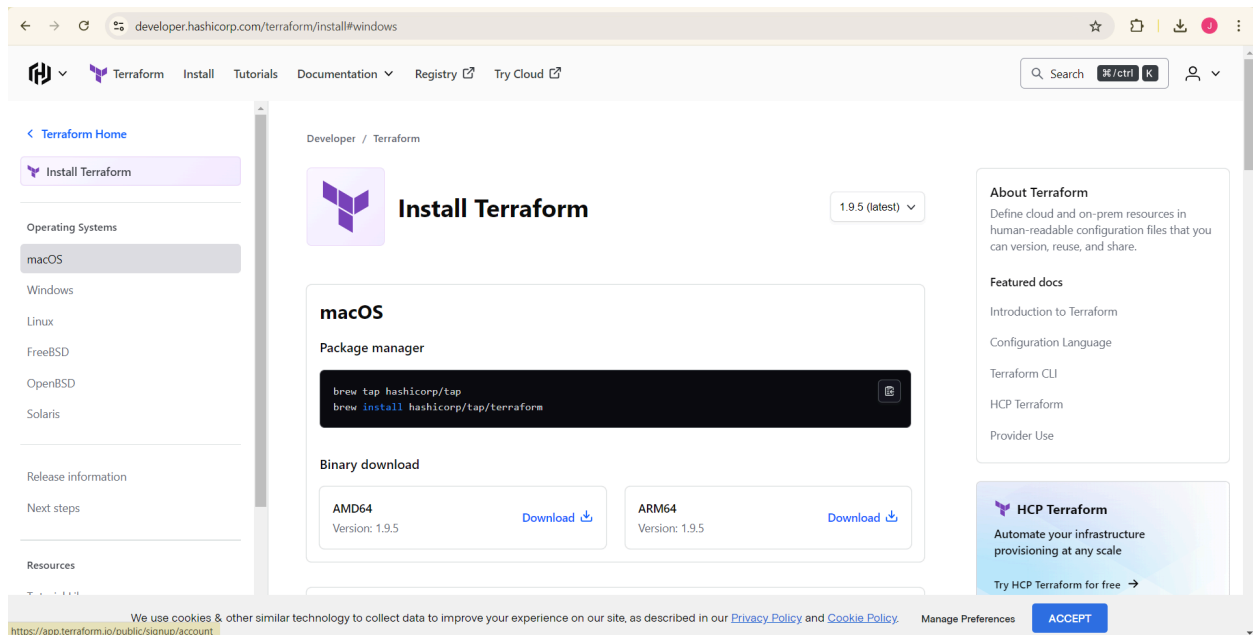 developer.hashicorp.com/terraform/install#windows
J
Terraform Install Tutorials Documentation Registry Try Cloud Search ⌘/ctrl K
Terraform Home
Install Terraform
Operating Systems
macOS
Windows
Linux
FreeBSD
OpenBSD
Solaris
Release information
Next steps
Resources
Developer / Terraform
Install Terraform
1.9.5 (latest)
macOS
Package manager
brew tap hashicorp/tap
brew install hashicorp/tap/terraform
Binary download
AMD64
Version: 1.9.5
Download
ARM64
Version: 1.9.5
Download
About Terraform
Define cloud and on-prem resources in
human-readable configuration files that you
can version, reuse, and share.
Featured docs
Introduction to Terraform
Configuration Language
Terraform CLI
HCP Terraform
Provider Use
HCP Terraform
Automate your infrastructure
provisioning at any scale
Try HCP Terraform for free
We use cookies & other similar technology to collect data to improve your experience on our site, as described in our Privacy Policy and Cookie Policy.
Manage Preferences
ACCEPT
https://app.terraform.io/public/signup/account